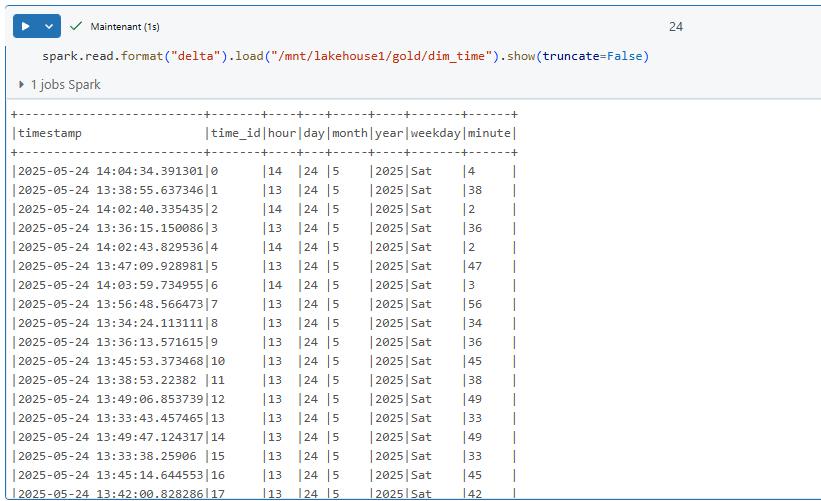 Maintenant (1s)
24
spark.read.format("delta").load("/mnt/lakehouse1/gold/dim_time").show(truncate=False)
1 jobs Spark
+--------------------------+-------+----+---+-----+----+-------+------+
|timestamp                 |time_id|hour|day|month|year|weekday|minute|
+--------------------------+-------+----+---+-----+----+-------+------+
|2025-05-24 14:04:34.391301|0      |14  |24 |5    |2025|Sat    |4     |
|2025-05-24 13:38:55.637346|1      |13  |24 |5    |2025|Sat    |38    |
|2025-05-24 14:02:40.335435|2      |14  |24 |5    |2025|Sat    |2     |
|2025-05-24 13:36:15.150086|3      |13  |24 |5    |2025|Sat    |36    |
|2025-05-24 14:02:43.829536|4      |14  |24 |5    |2025|Sat    |2     |
|2025-05-24 13:47:09.928981|5      |13  |24 |5    |2025|Sat    |47    |
|2025-05-24 14:03:59.734955|6      |14  |24 |5    |2025|Sat    |3     |
|2025-05-24 13:56:48.566473|7      |13  |24 |5    |2025|Sat    |56    |
|2025-05-24 13:34:24.113111|8      |13  |24 |5    |2025|Sat    |34    |
|2025-05-24 13:36:13.571615|9      |13  |24 |5    |2025|Sat    |36    |
|2025-05-24 13:45:53.373468|10     |13  |24 |5    |2025|Sat    |45    |
|2025-05-24 13:38:53.22382 |11     |13  |24 |5    |2025|Sat    |38    |
|2025-05-24 13:49:06.853739|12     |13  |24 |5    |2025|Sat    |49    |
|2025-05-24 13:33:43.457465|13     |13  |24 |5    |2025|Sat    |33    |
|2025-05-24 13:49:47.124317|14     |13  |24 |5    |2025|Sat    |49    |
|2025-05-24 13:33:38.25906 |15     |13  |24 |5    |2025|Sat    |33    |
|2025-05-24 13:45:14.644553|16     |13  |24 |5    |2025|Sat    |45    |
|2025-05-24 13:42:00.828286|17     |13  |24 |5    |2025|Sat    |42    |